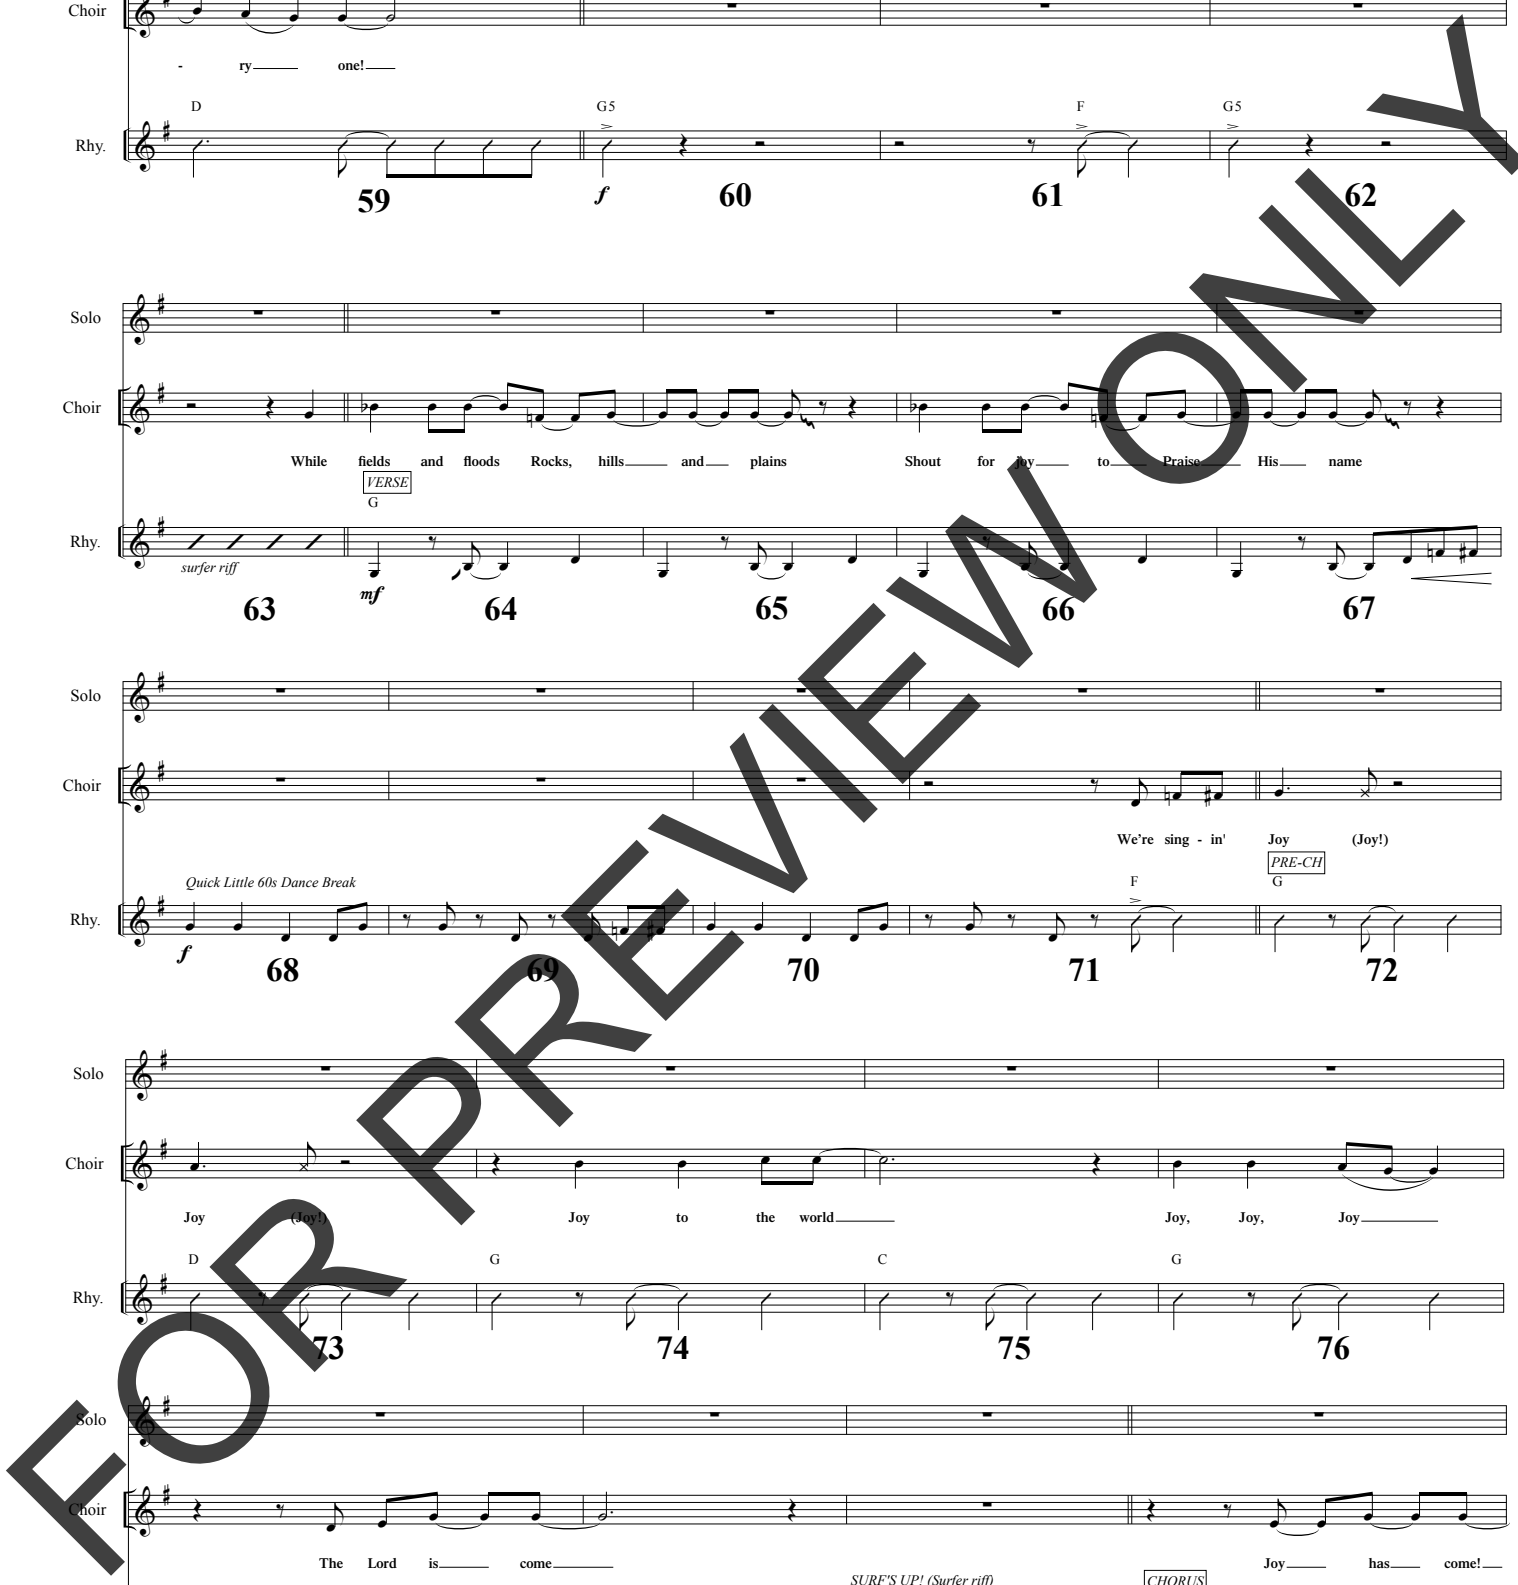 Choir
- ry one!
D G5 F G5
Rhy.
f
59 60 61 62
Solo
Choir
While fields and floods Rocks, hills and plains Shout for joy to Praise His name
VERSE
G
Rhy.
surfer riff
mf
63 64 65 66 67
Solo
Choir
We're sing - in' Joy (Joy!)
PRE-CH
Quick Little 60s Dance Break F G
Rhy.
f
68 69 70 71 72
Solo
Choir
Joy (Joy!) Joy to the world Joy, Joy, Joy
D G C G
Rhy.
73 74 75 76
Solo
Choir
The Lord is come Joy has come!
SURF'S UP! (Surfer riff) CHORUS
FOR PREVIEW ONLY